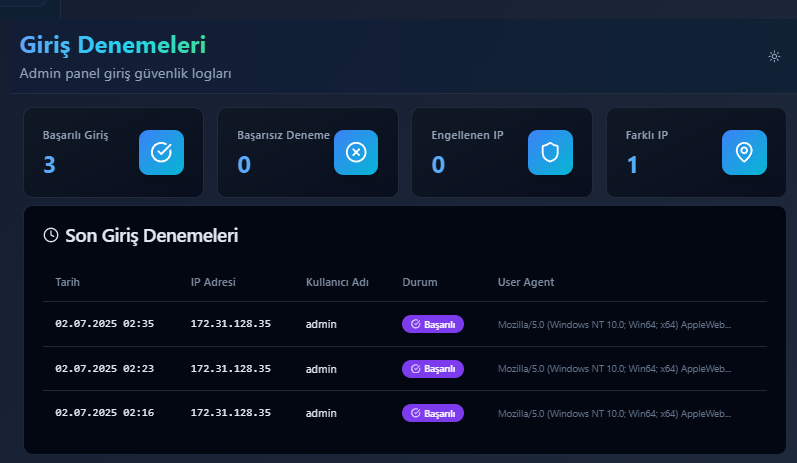 Giriş Denemeleri
Admin panel giriş güvenlik logları
Başarılı Giriş
3
Başarısız Deneme
0
Engellenen IP
0
Farklı IP
1
Son Giriş Denemeleri
Tarih IP Adresi Kullanıcı Adı Durum User Agent
02.07.2025 02:35 172.31.128.35 admin Başarılı Mozilla/5.0 (Windows NT 10.0; Win64; x64) AppleWeb...
02.07.2025 02:23 172.31.128.35 admin Başarılı Mozilla/5.0 (Windows NT 10.0; Win64; x64) AppleWeb...
02.07.2025 02:16 172.31.128.35 admin Başarılı Mozilla/5.0 (Windows NT 10.0; Win64; x64) AppleWeb...